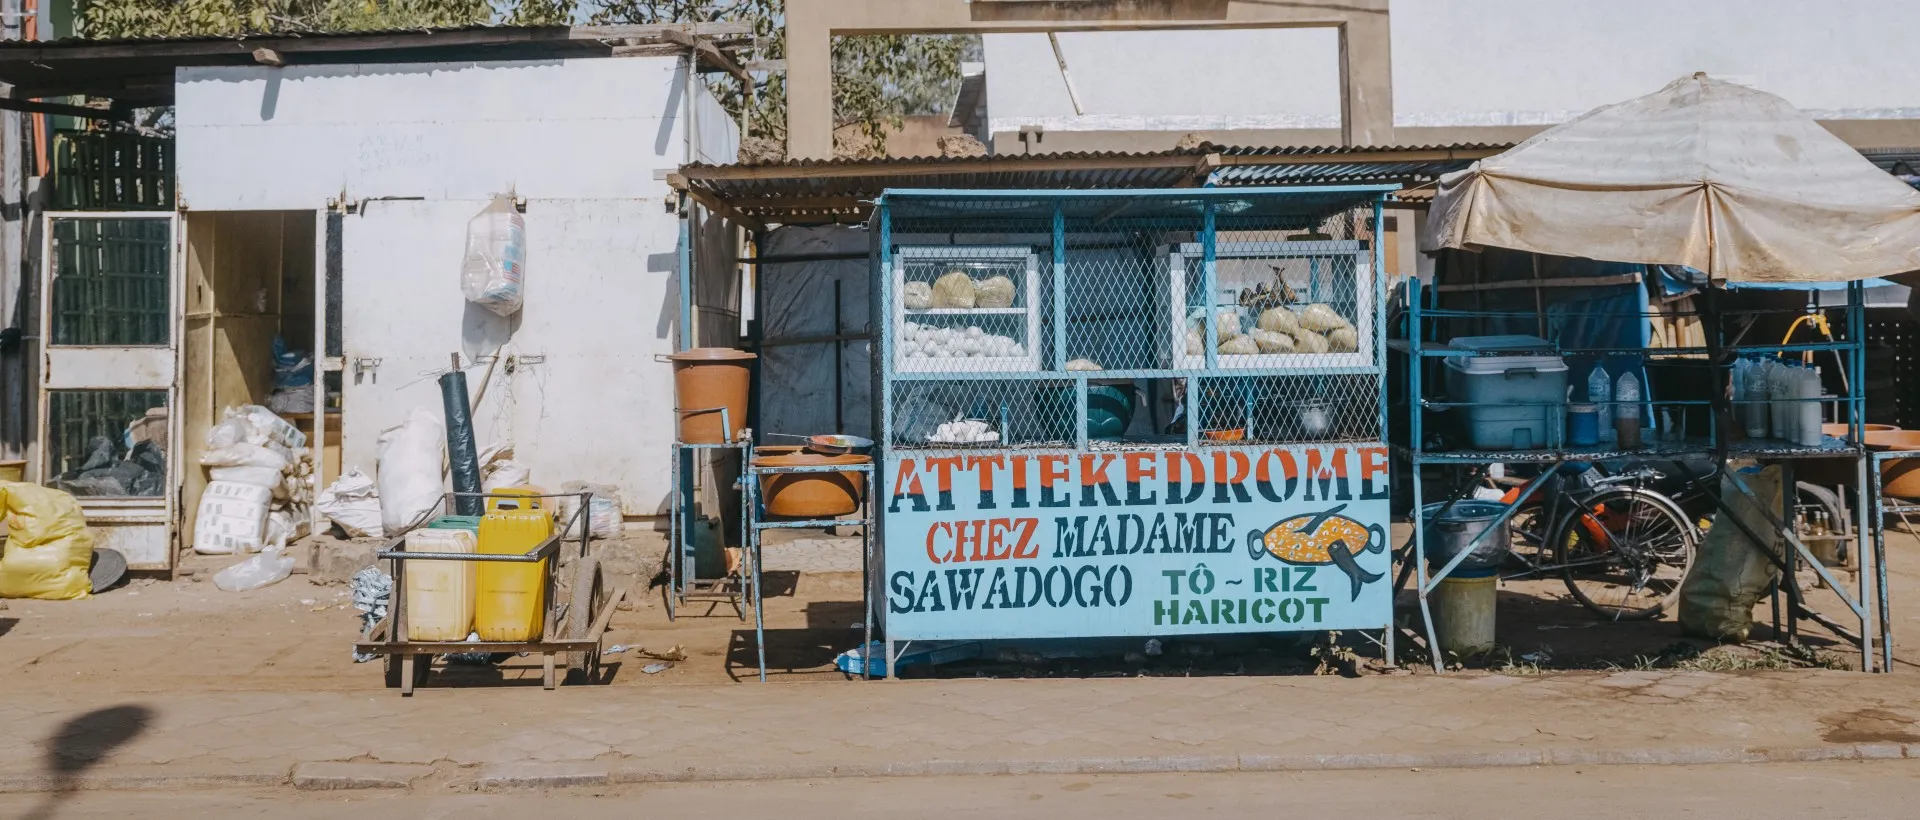 ATTIEKEDROME
CHEZ MADAME
SAWADOGO
TÔ ~ RIZ
HARICOT